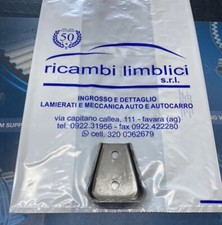 50
ricambi limblici
s.r.l.
INGROSSO E DETTAGLIO
LAMIERATI E MECCANICA AUTO E AUTOCARRO
via capitano callea, 111 - favara (ag)
tel. 0922.31956 - fax 0922.422280
cell. 320 0362679